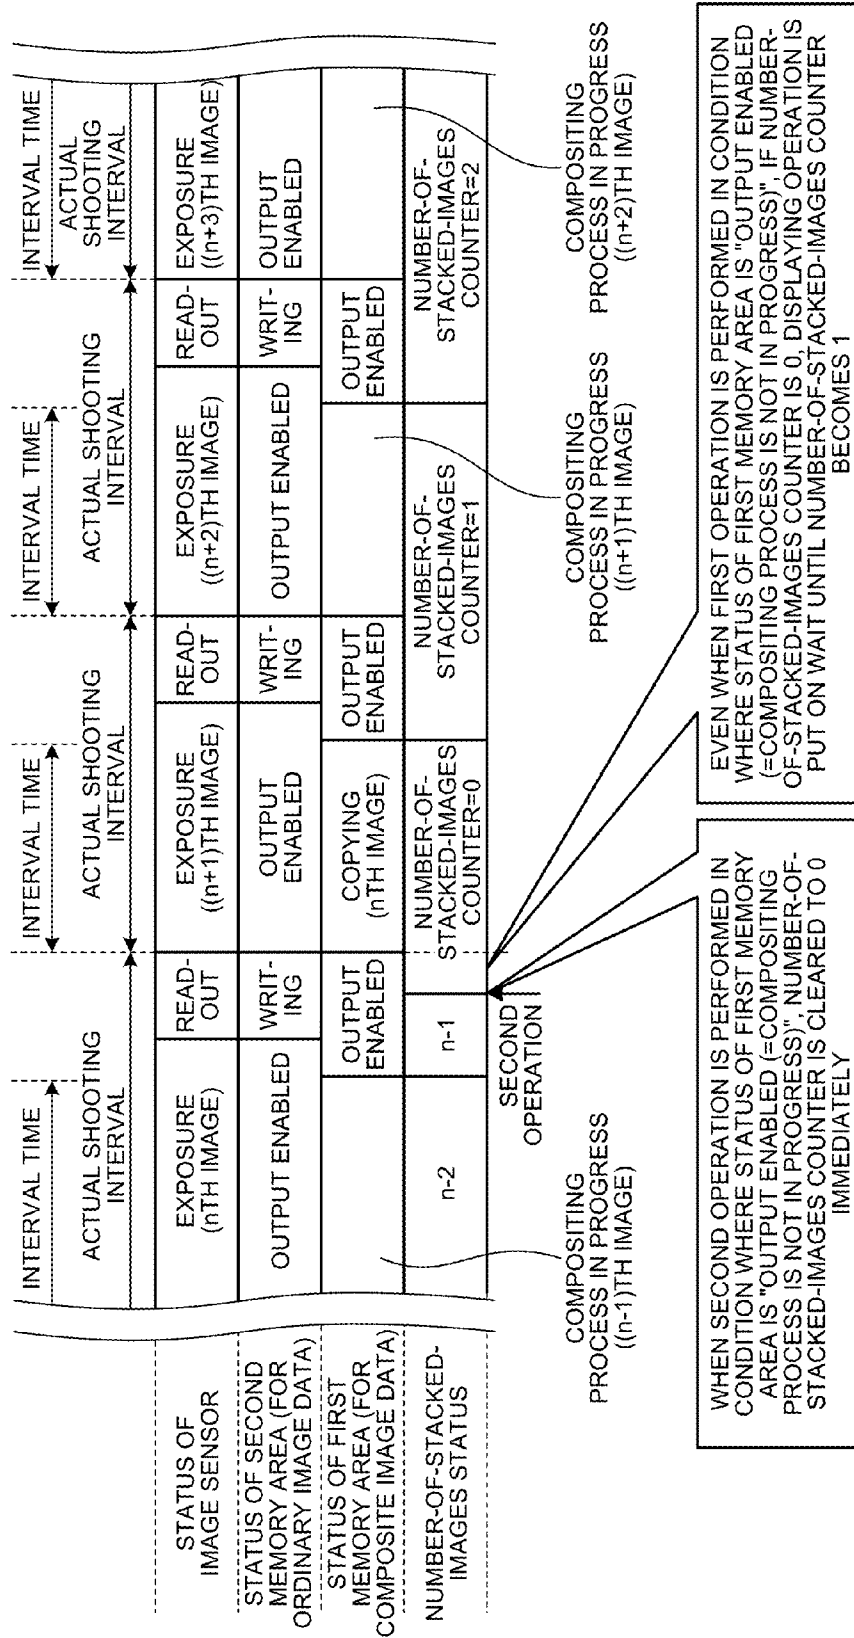 INTERVAL TIME
INTERVAL TIME
INTERVAL TIME
INTERVAL TIME
ACTUAL SHOOTING
INTERVAL
ACTUAL SHOOTING
INTERVAL
ACTUAL SHOOTING
INTERVAL
ACTUAL
SHOOTING
INTERVAL
STATUS OF
IMAGE SENSOR
EXPOSURE
(nTH IMAGE)
READ-
OUT
EXPOSURE
((n+1)TH IMAGE)
READ-
OUT
EXPOSURE
((n+2)TH IMAGE)
READ-
OUT
EXPOSURE
((n+3)TH IMAGE)
STATUS OF SECOND
MEMORY AREA (FOR
ORDINARY IMAGE DATA)
OUTPUT ENABLED
WRIT-
ING
OUTPUT
ENABLED
WRIT-
ING
OUTPUT ENABLED
WRIT-
ING
OUTPUT
ENABLED
STATUS OF FIRST
MEMORY AREA (FOR
COMPOSITE IMAGE DATA)
OUTPUT
ENABLED
COPYING
(nTH IMAGE)
OUTPUT
ENABLED
OUTPUT
ENABLED
NUMBER-OF-STACKED-
IMAGES STATUS
n-2
n-1
NUMBER-OF-
STACKED-IMAGES
COUNTER=0
NUMBER-OF-
STACKED-IMAGES
COUNTER=1
NUMBER-OF-
STACKED-IMAGES
COUNTER=2
COMPOSITING
PROCESS IN PROGRESS
((n-1)TH IMAGE)
SECOND
OPERATION
COMPOSITING
PROCESS IN PROGRESS
((n+1)TH IMAGE)
COMPOSITING
PROCESS IN PROGRESS
((n+2)TH IMAGE)
WHEN SECOND OPERATION IS PERFORMED IN
CONDITION WHERE STATUS OF FIRST MEMORY
AREA IS "OUTPUT ENABLED (=COMPOSITING
PROCESS IS NOT IN PROGRESS)", NUMBER-OF-
STACKED-IMAGES COUNTER IS CLEARED TO 0
IMMEDIATELY
EVEN WHEN FIRST OPERATION IS PERFORMED IN CONDITION
WHERE STATUS OF FIRST MEMORY AREA IS "OUTPUT ENABLED
(=COMPOSITING PROCESS IS NOT IN PROGRESS)", IF NUMBER-
OF-STACKED-IMAGES COUNTER IS 0, DISPLAYING OPERATION IS
PUT ON WAIT UNTIL NUMBER-OF-STACKED-IMAGES COUNTER
BECOMES 1